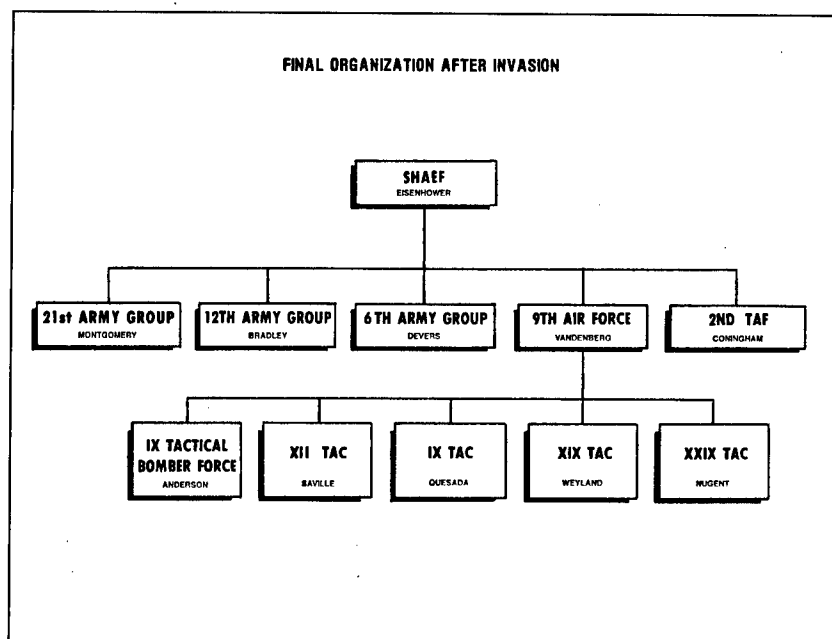 FINAL ORGANIZATION AFTER INVASION
SHAEF
EISENHOWER
21st ARMY GROUP
MONTGOMERY
12TH ARMY GROUP
BRADLEY
6TH ARMY GROUP
DEVERS
9TH AIR FORCE
VANDENBERG
2ND TAF
CONINGHAM
IX TACTICAL
BOMBER FORCE
ANDERSON
XII TAC
SAVILLE
IX TAC
QUESADA
XIX TAC
WEYLAND
XXIX TAC
NUGENT